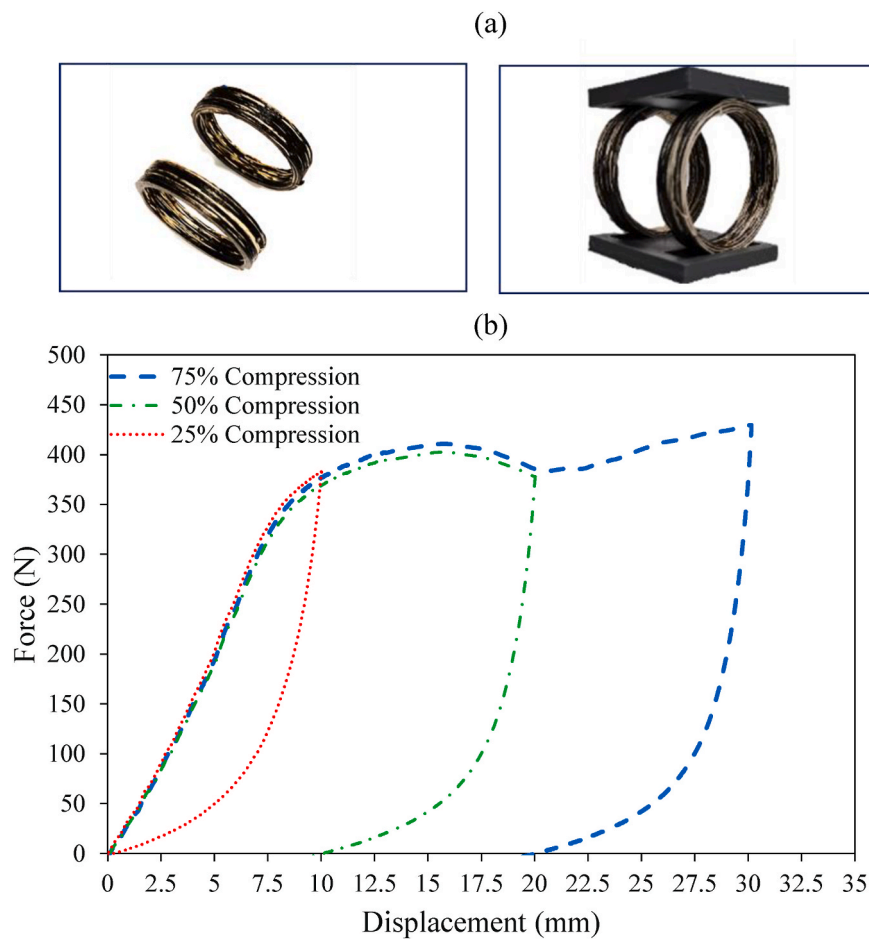 (a)
(b)
500
450
400
350
300
250
200
150
100
50
0
Force (N)
75% Compression
50% Compression
25% Compression
0 2.5 5 7.5 10 12.5 15 17.5 20 22.5 25 27.5 30 32.5 35
Displacement (mm)